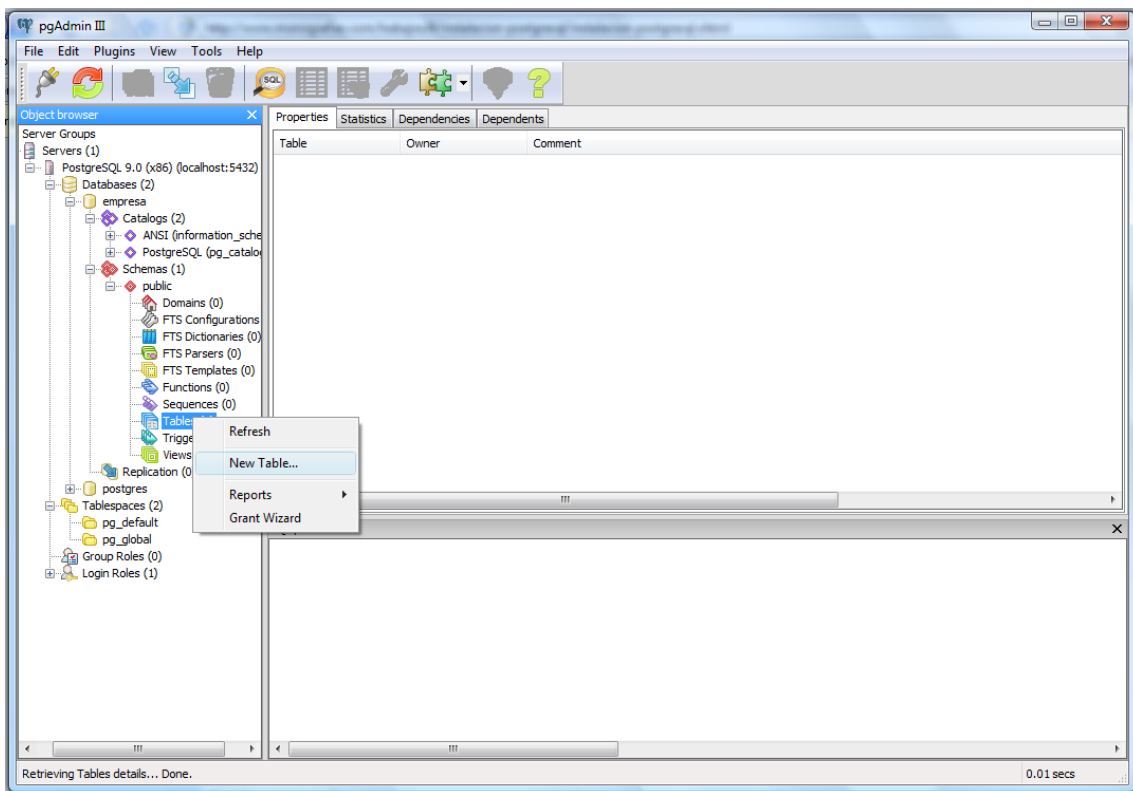 pgAdmin III
File Edit Plugins View Tools Help
SQL
Object browser
Server Groups
Servers (1)
PostgreSQL 9.0 (x86) (localhost:5432)
Databases (2)
empresa
Catalogs (2)
ANSI (information_sche
PostgreSQL (pg_catalo
Schemas (1)
public
Domains (0)
FTS Configurations
FTS Dictionaries (0)
FTS Parsers (0)
FTS Templates (0)
Functions (0)
Sequences (0)
Table
Trigge
Views
Replication (0
postgres
Tablespaces (2)
pg_default
pg_global
Group Roles (0)
Login Roles (1)
Refresh
New Table...
Reports
Grant Wizard
Properties Statistics Dependencies Dependents
Table Owner Comment
Retrieving Tables details... Done. 0.01 secs